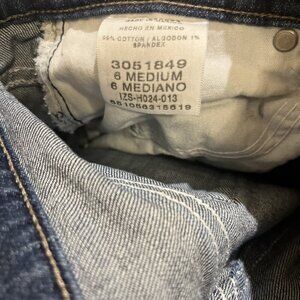 HECHO EN MEXICO
99% COTTON / ALGODON 1%
SPANDEX
3051849
6 MEDIUM
6 MEDIANO
IZS-H024-013